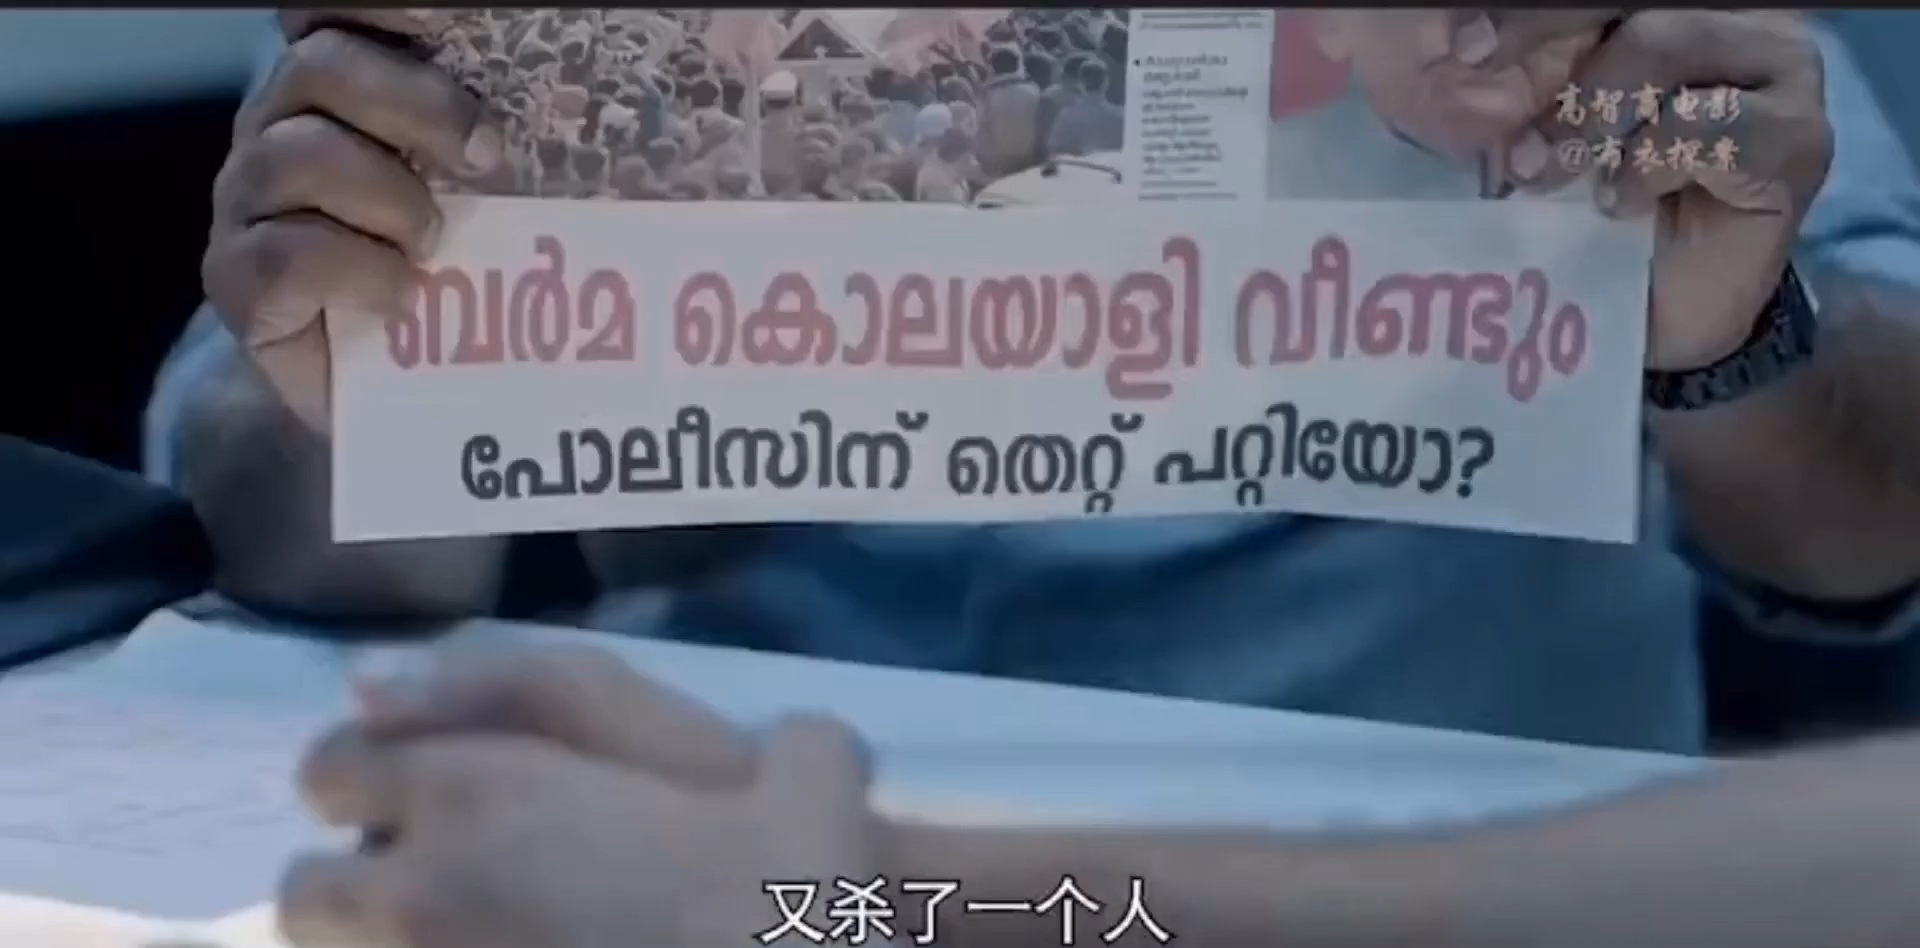 高智商电影
@布衣探案
ബർമ കൊലയാളി വീണ്ടും
പോലീസിന് തെറ്റ് പറ്റിയോ?
又杀了一个人